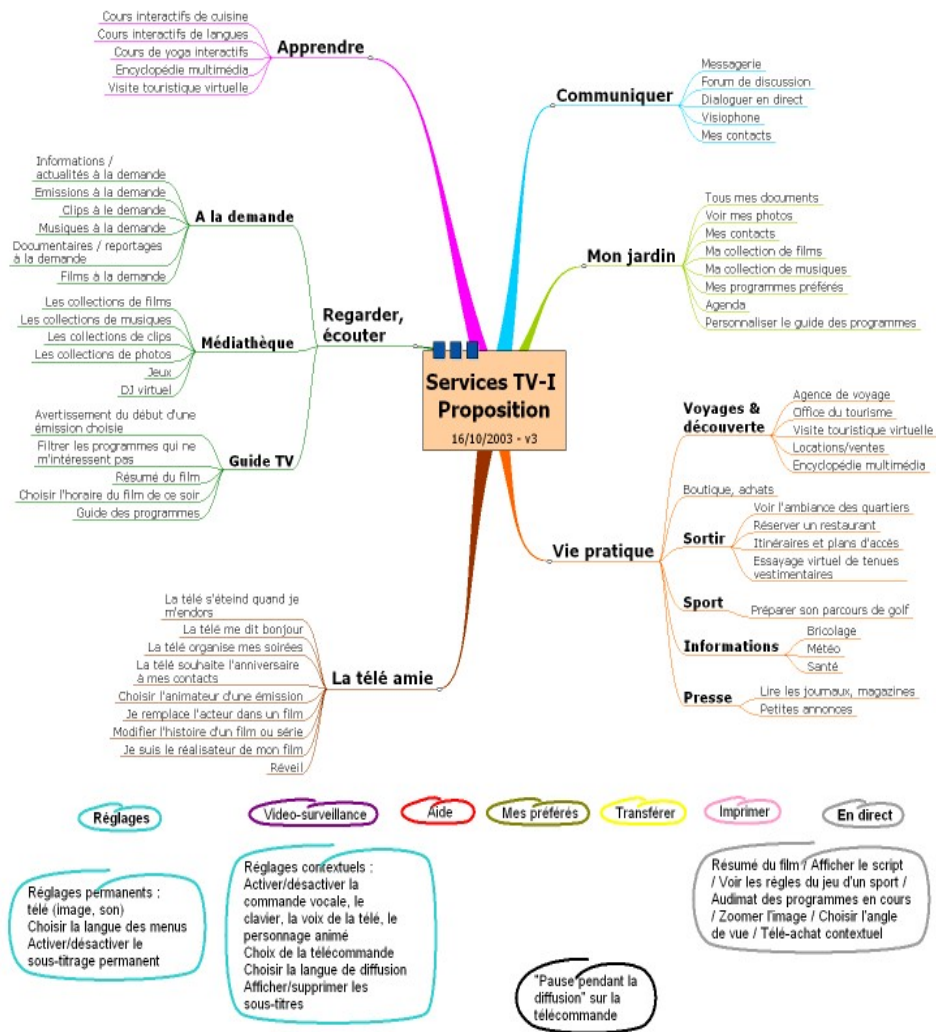 Cours interactifs de cuisine
Cours interactifs de langues
Cours de yoga interactifs
Encyclopédie multimédia
Visite touristique virtuelle
Apprendre
Communiquer
Messagerie
Forum de discussion
Dialoguer en direct
Visiophone
Mes contacts
Informations /
actualités à la demande
Emissions à la demande
Clips à le demande
Musiques à la demande
Documentaires / reportages
à la demande
Films à la demande
A la demande
Les collections de films
Les collections de musiques
Les collections de clips
Les collections de photos
Jeux
DJ virtuel
Médiathèque
Avertissement du début d'une
émission choisie
Filtrer les programmes qui ne
m'intéressent pas
Résumé du film
Choisir l'horaire du film de ce soir
Guide des programmes
Guide TV
Regarder,
écouter
Mon jardin
Tous mes documents
Voir mes photos
Mes contacts
Ma collection de films
Ma collection de musiques
Mes programmes préférés
Agenda
Personnaliser le guide des programmes
Services TV-I
Proposition
16/10/2003 - v3
Vie pratique
Voyages &
découverte
Agence de voyage
Office du tourisme
Visite touristique virtuelle
Locations/ventes
Encyclopédie multimédia
Boutique, achats
Sortir
Voir l'ambiance des quartiers
Réserver un restaurant
Itinéraires et plans d'accès
Essayage virtuel de tenues
vestimentaires
Sport
Préparer son parcours de golf
Informations
Bricolage
Météo
Santé
Presse
Lire les journaux, magazines
Petites annonces
La télé s'éteind quand je
m'endors
La télé me dit bonjour
La télé organise mes soirées
La télé souhaite l'anniversaire
à mes contacts
Choisir l'animateur d'une émission
Je remplace l'acteur dans un film
Modifier l'histoire d'un film ou série
Je suis le réalisateur de mon film
Réveil
La télé amie
Réglages
Video-surveillance
Aide
Mes préférés
Transférer
Imprimer
En direct
Réglages permanents :
télé (image, son)
Choisir la langue des menus
Activer/désactiver le
sous-titrage permanent
Réglages contextuels :
Activer/désactiver la
commande vocale, le
clavier, la voix de la télé, le
personnage animé
Choix de la télécommande
Choisir la langue de diffusion
Afficher/supprimer les
sous-titres
"Pause pendant la
diffusion" sur la
télécommande
Résumé du film / Afficher le script
/ Voir les régles du jeu d'un sport /
Audimat des programmes en cours
/ Zoomer l'image / Choisir l'angle
de vue / Télé-achat contextuel